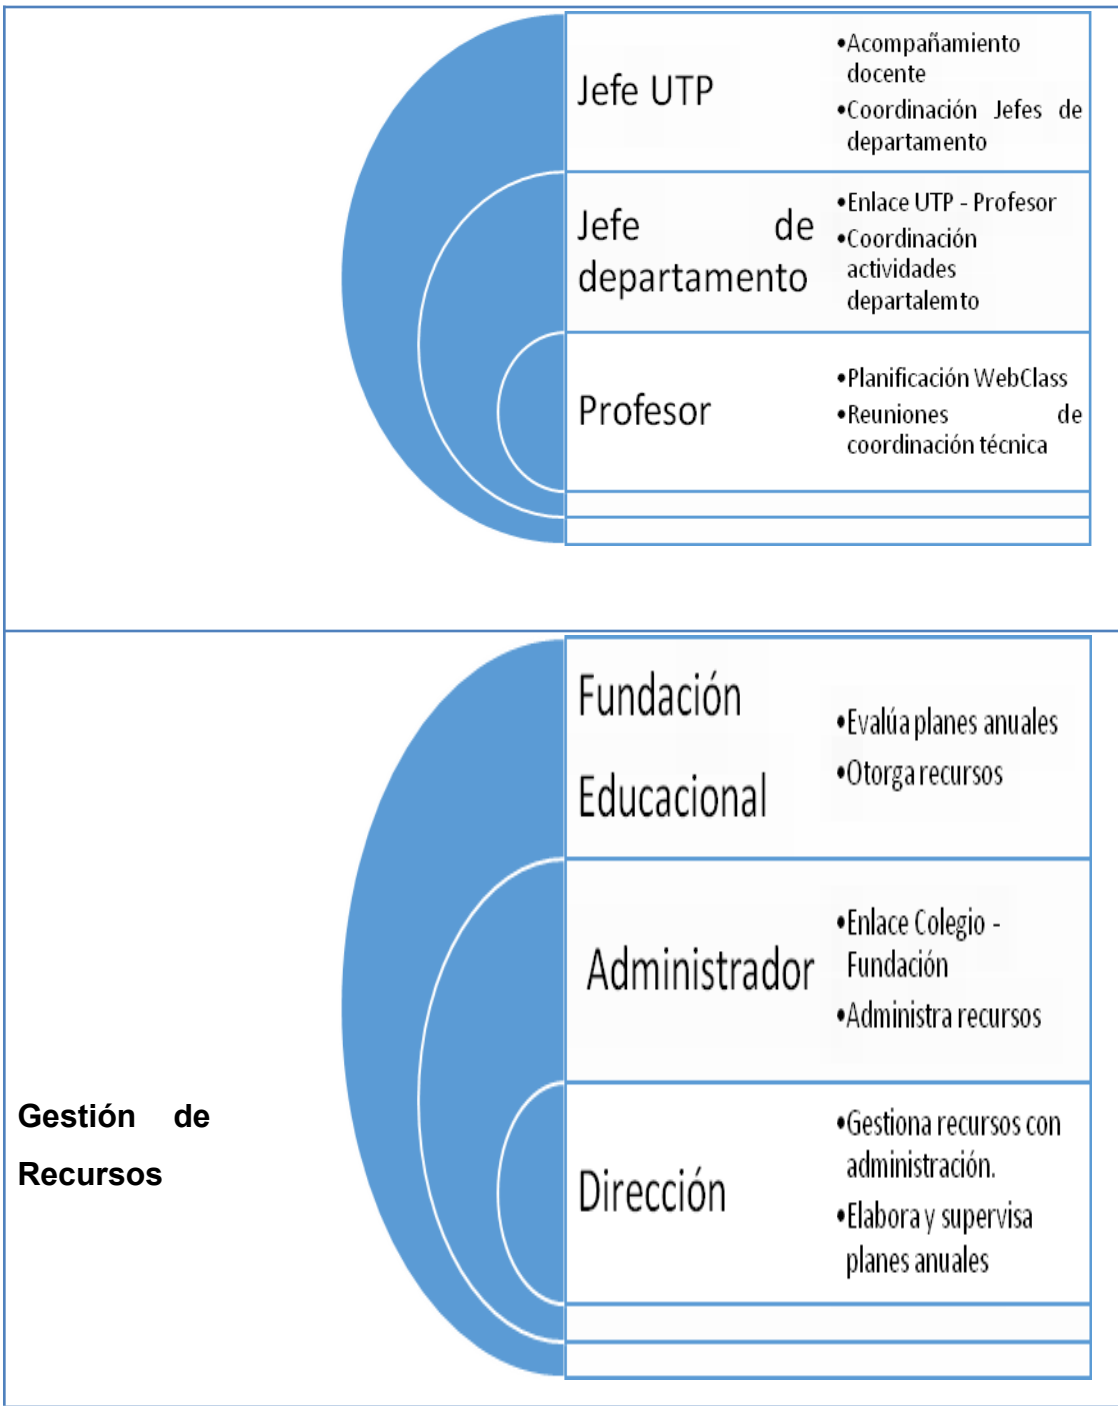 Jefe UTP
•Acompañamiento
docente
•Coordinación Jefes de
departamento
Jefe de
departamento
•Enlace UTP - Profesor
•Coordinación
actividades
departalemto
Profesor
•Planificación WebClass
•Reuniones de
coordinación técnica
Gestión de
Recursos
Fundación
Educacional
•Evalúa planes anuales
•Otorga recursos
Administrador
•Enlace Colegio -
Fundación
•Administra recursos
Dirección
•Gestiona recursos con
administración.
•Elabora y supervisa
planes anuales